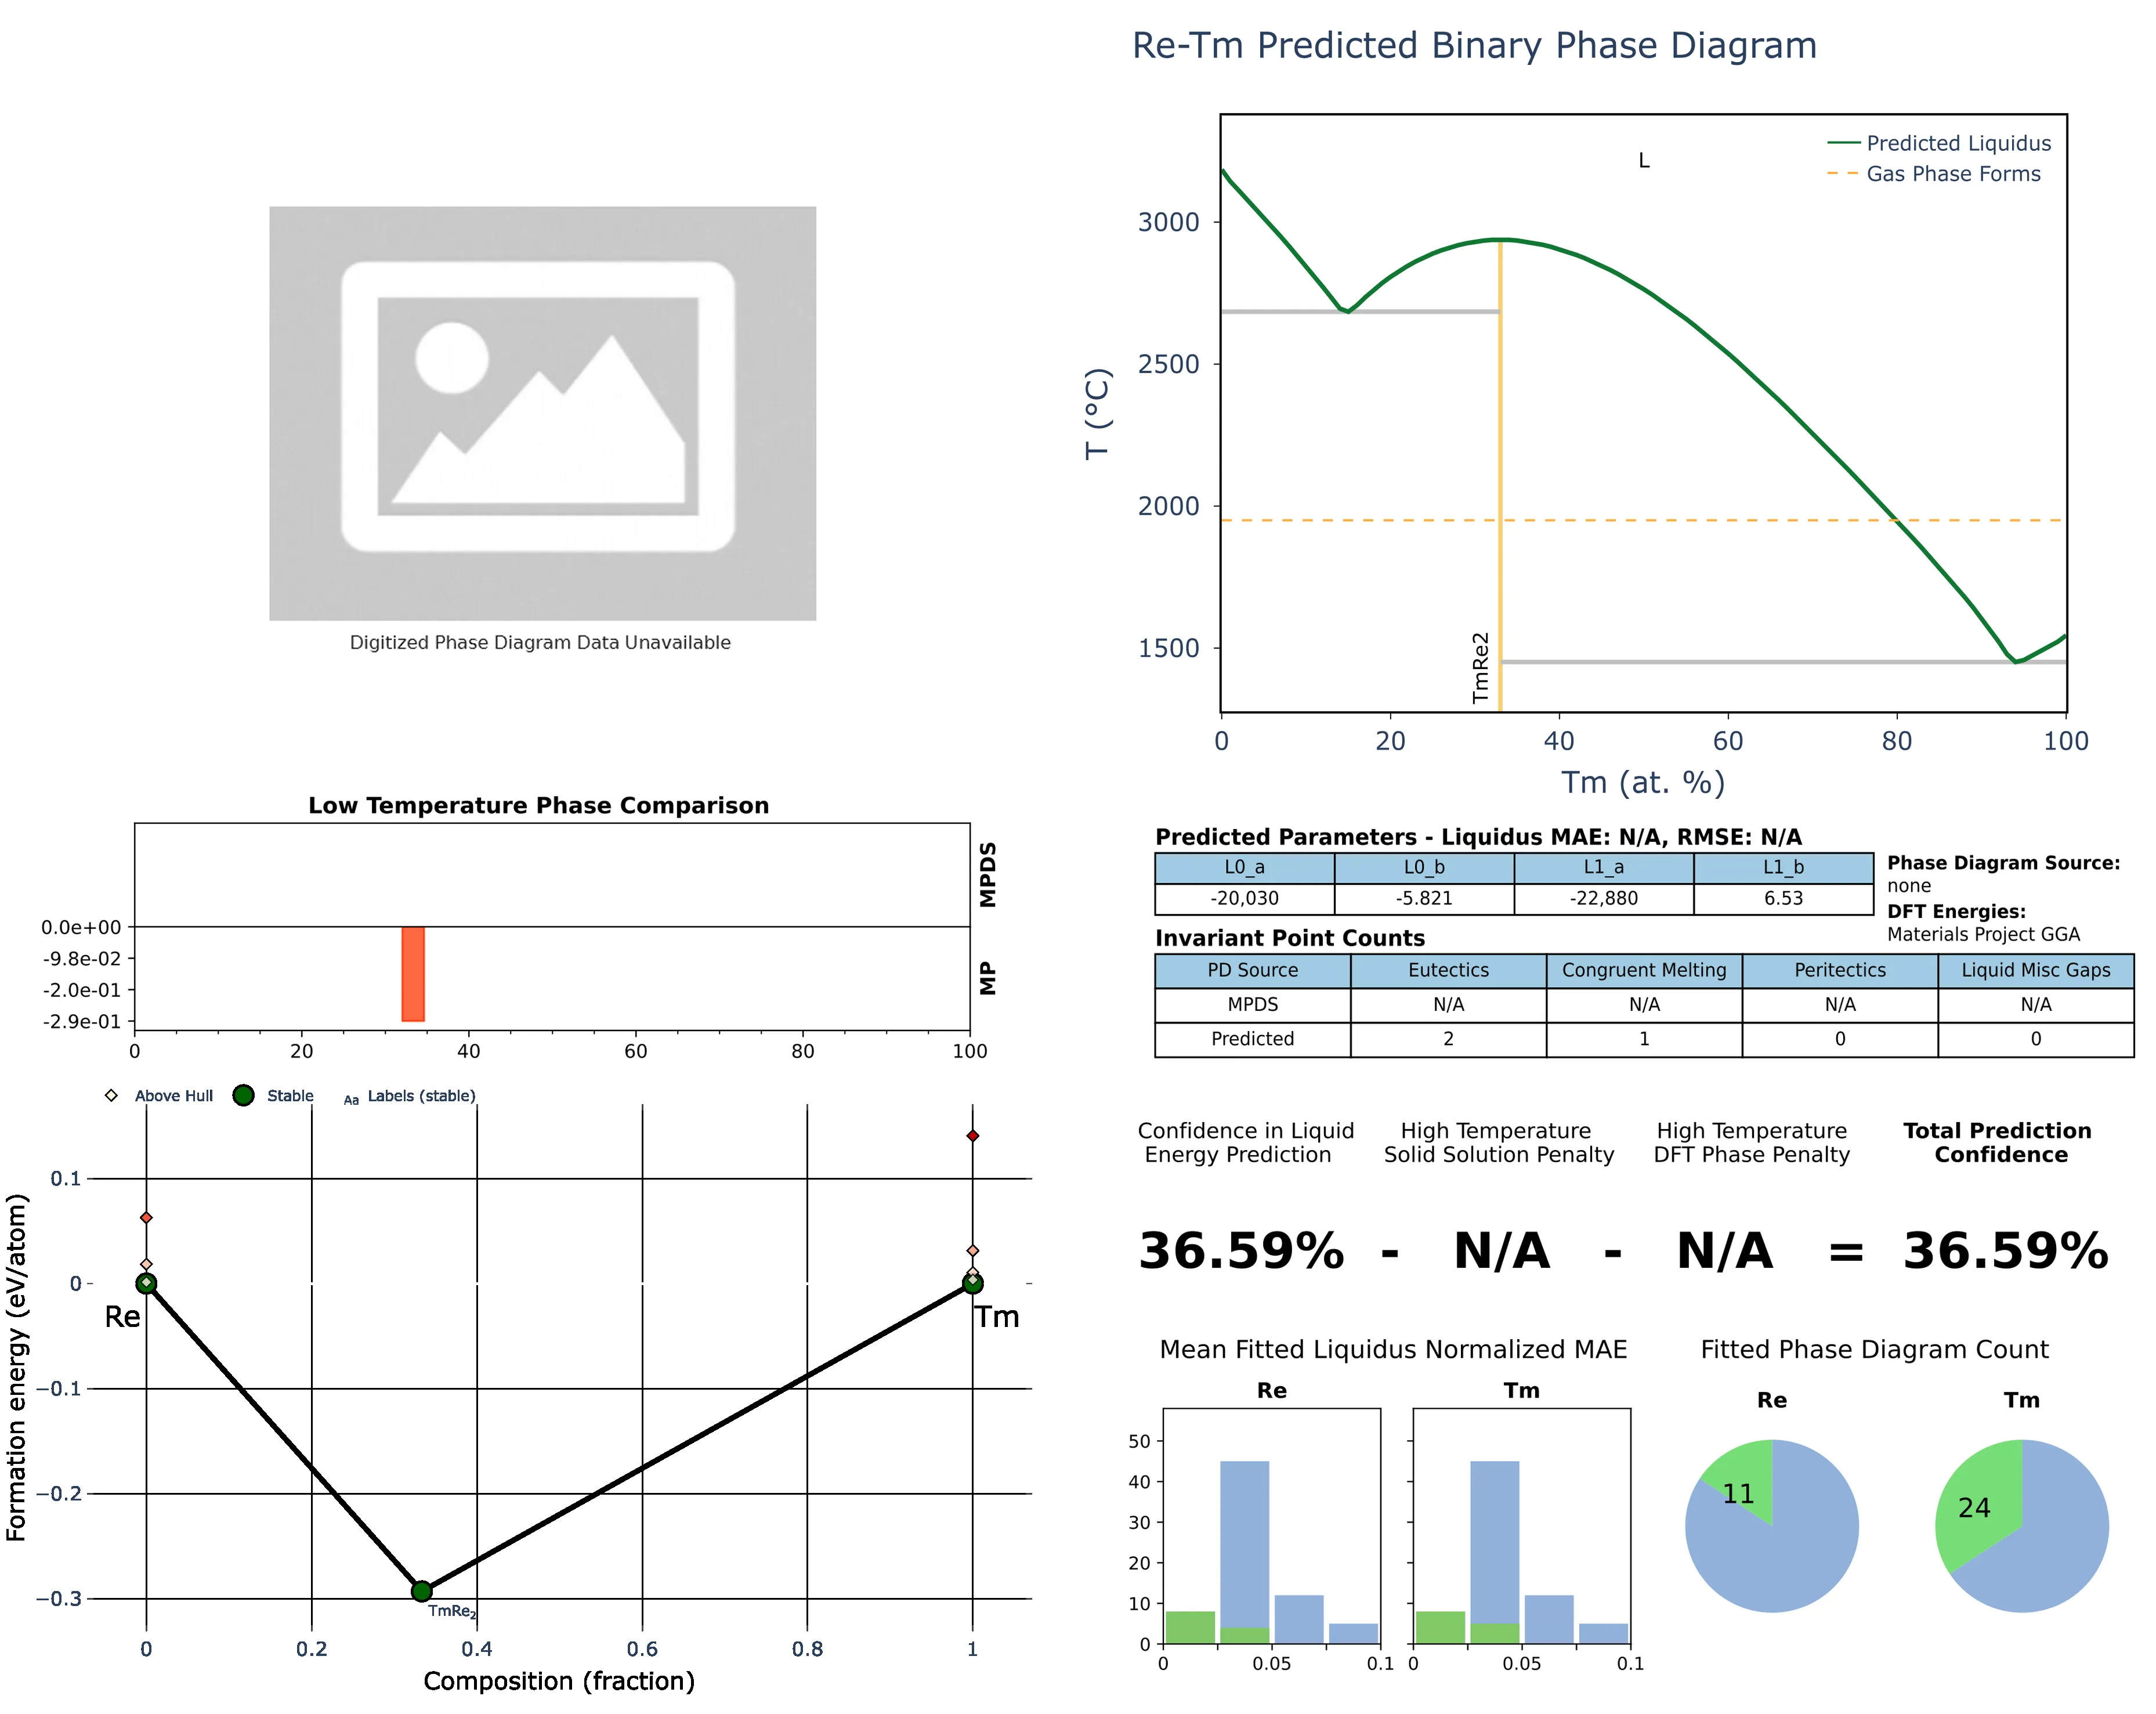 Re-Tm Predicted Binary Phase Diagram
Digitized Phase Diagram Data Unavailable
L
Predicted Liquidus
Gas Phase Forms
T (°C)
3000
2500
2000
1500
TmRe2
0 20 40 60 80 100
Tm (at. %)
Low Temperature Phase Comparison
MPDS
MP
0.0e+00
-9.8e-02
-2.0e-01
-2.9e-01
0 20 40 60 80 100
Predicted Parameters - Liquidus MAE: N/A, RMSE: N/A
L0_a L0_b L1_a L1_b
-20,030 -5.821 -22,880 6.53
Phase Diagram Source:
none
DFT Energies:
Materials Project GGA
Invariant Point Counts
PD Source Eutectics Congruent Melting Peritectics Liquid Misc Gaps
MPDS N/A N/A N/A N/A
Predicted 2 1 0 0
Above Hull Stable Aa Labels (stable)
Formation energy (eV/atom)
0.1
0
−0.1
−0.2
−0.3
Re
Tm
TmRe2
0 0.2 0.4 0.6 0.8 1
Composition (fraction)
Confidence in Liquid
Energy Prediction
High Temperature
Solid Solution Penalty
High Temperature
DFT Phase Penalty
Total Prediction
Confidence
36.59% - N/A - N/A = 36.59%
Mean Fitted Liquidus Normalized MAE
Re
Tm
50
40
30
20
10
0
0 0.05 0.1
0 0.05 0.1
Fitted Phase Diagram Count
Re
Tm
11
24